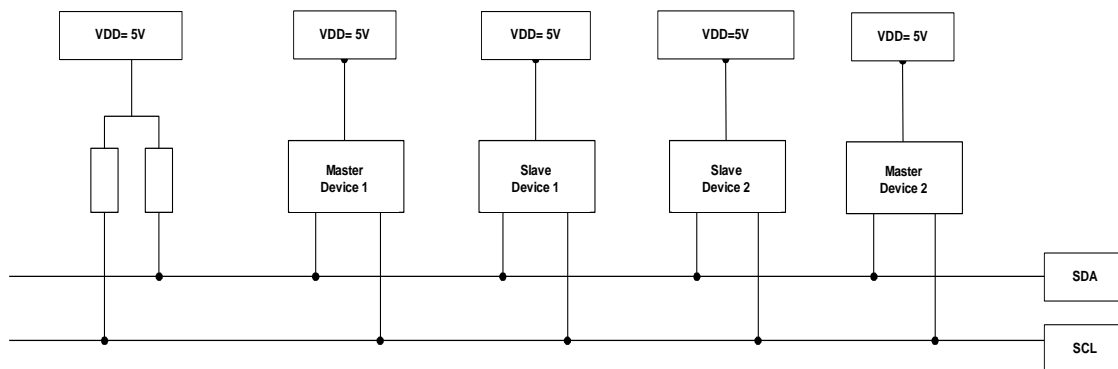 VDD= 5V
VDD= 5V
VDD= 5V
VDD=5V
VDD= 5V
Master
Device 1
Slave
Device 1
Slave
Device 2
Master
Device 2
SDA
SCL